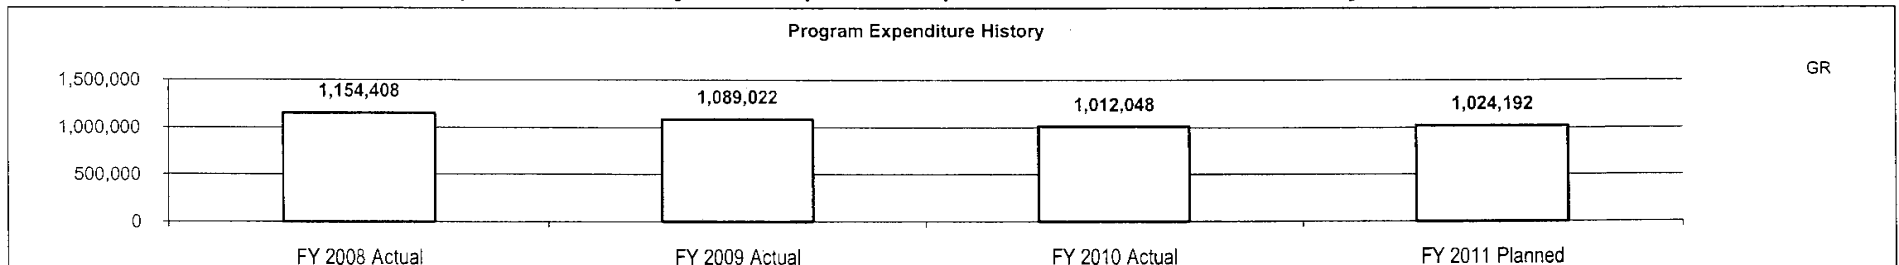 Program Expenditure History
GR
1,500,000
1,154,408
1,089,022
1,012,048
1,024,192
1,000,000
500,000
0
FY 2008 Actual
FY 2009 Actual
FY 2010 Actual
FY 2011 Planned